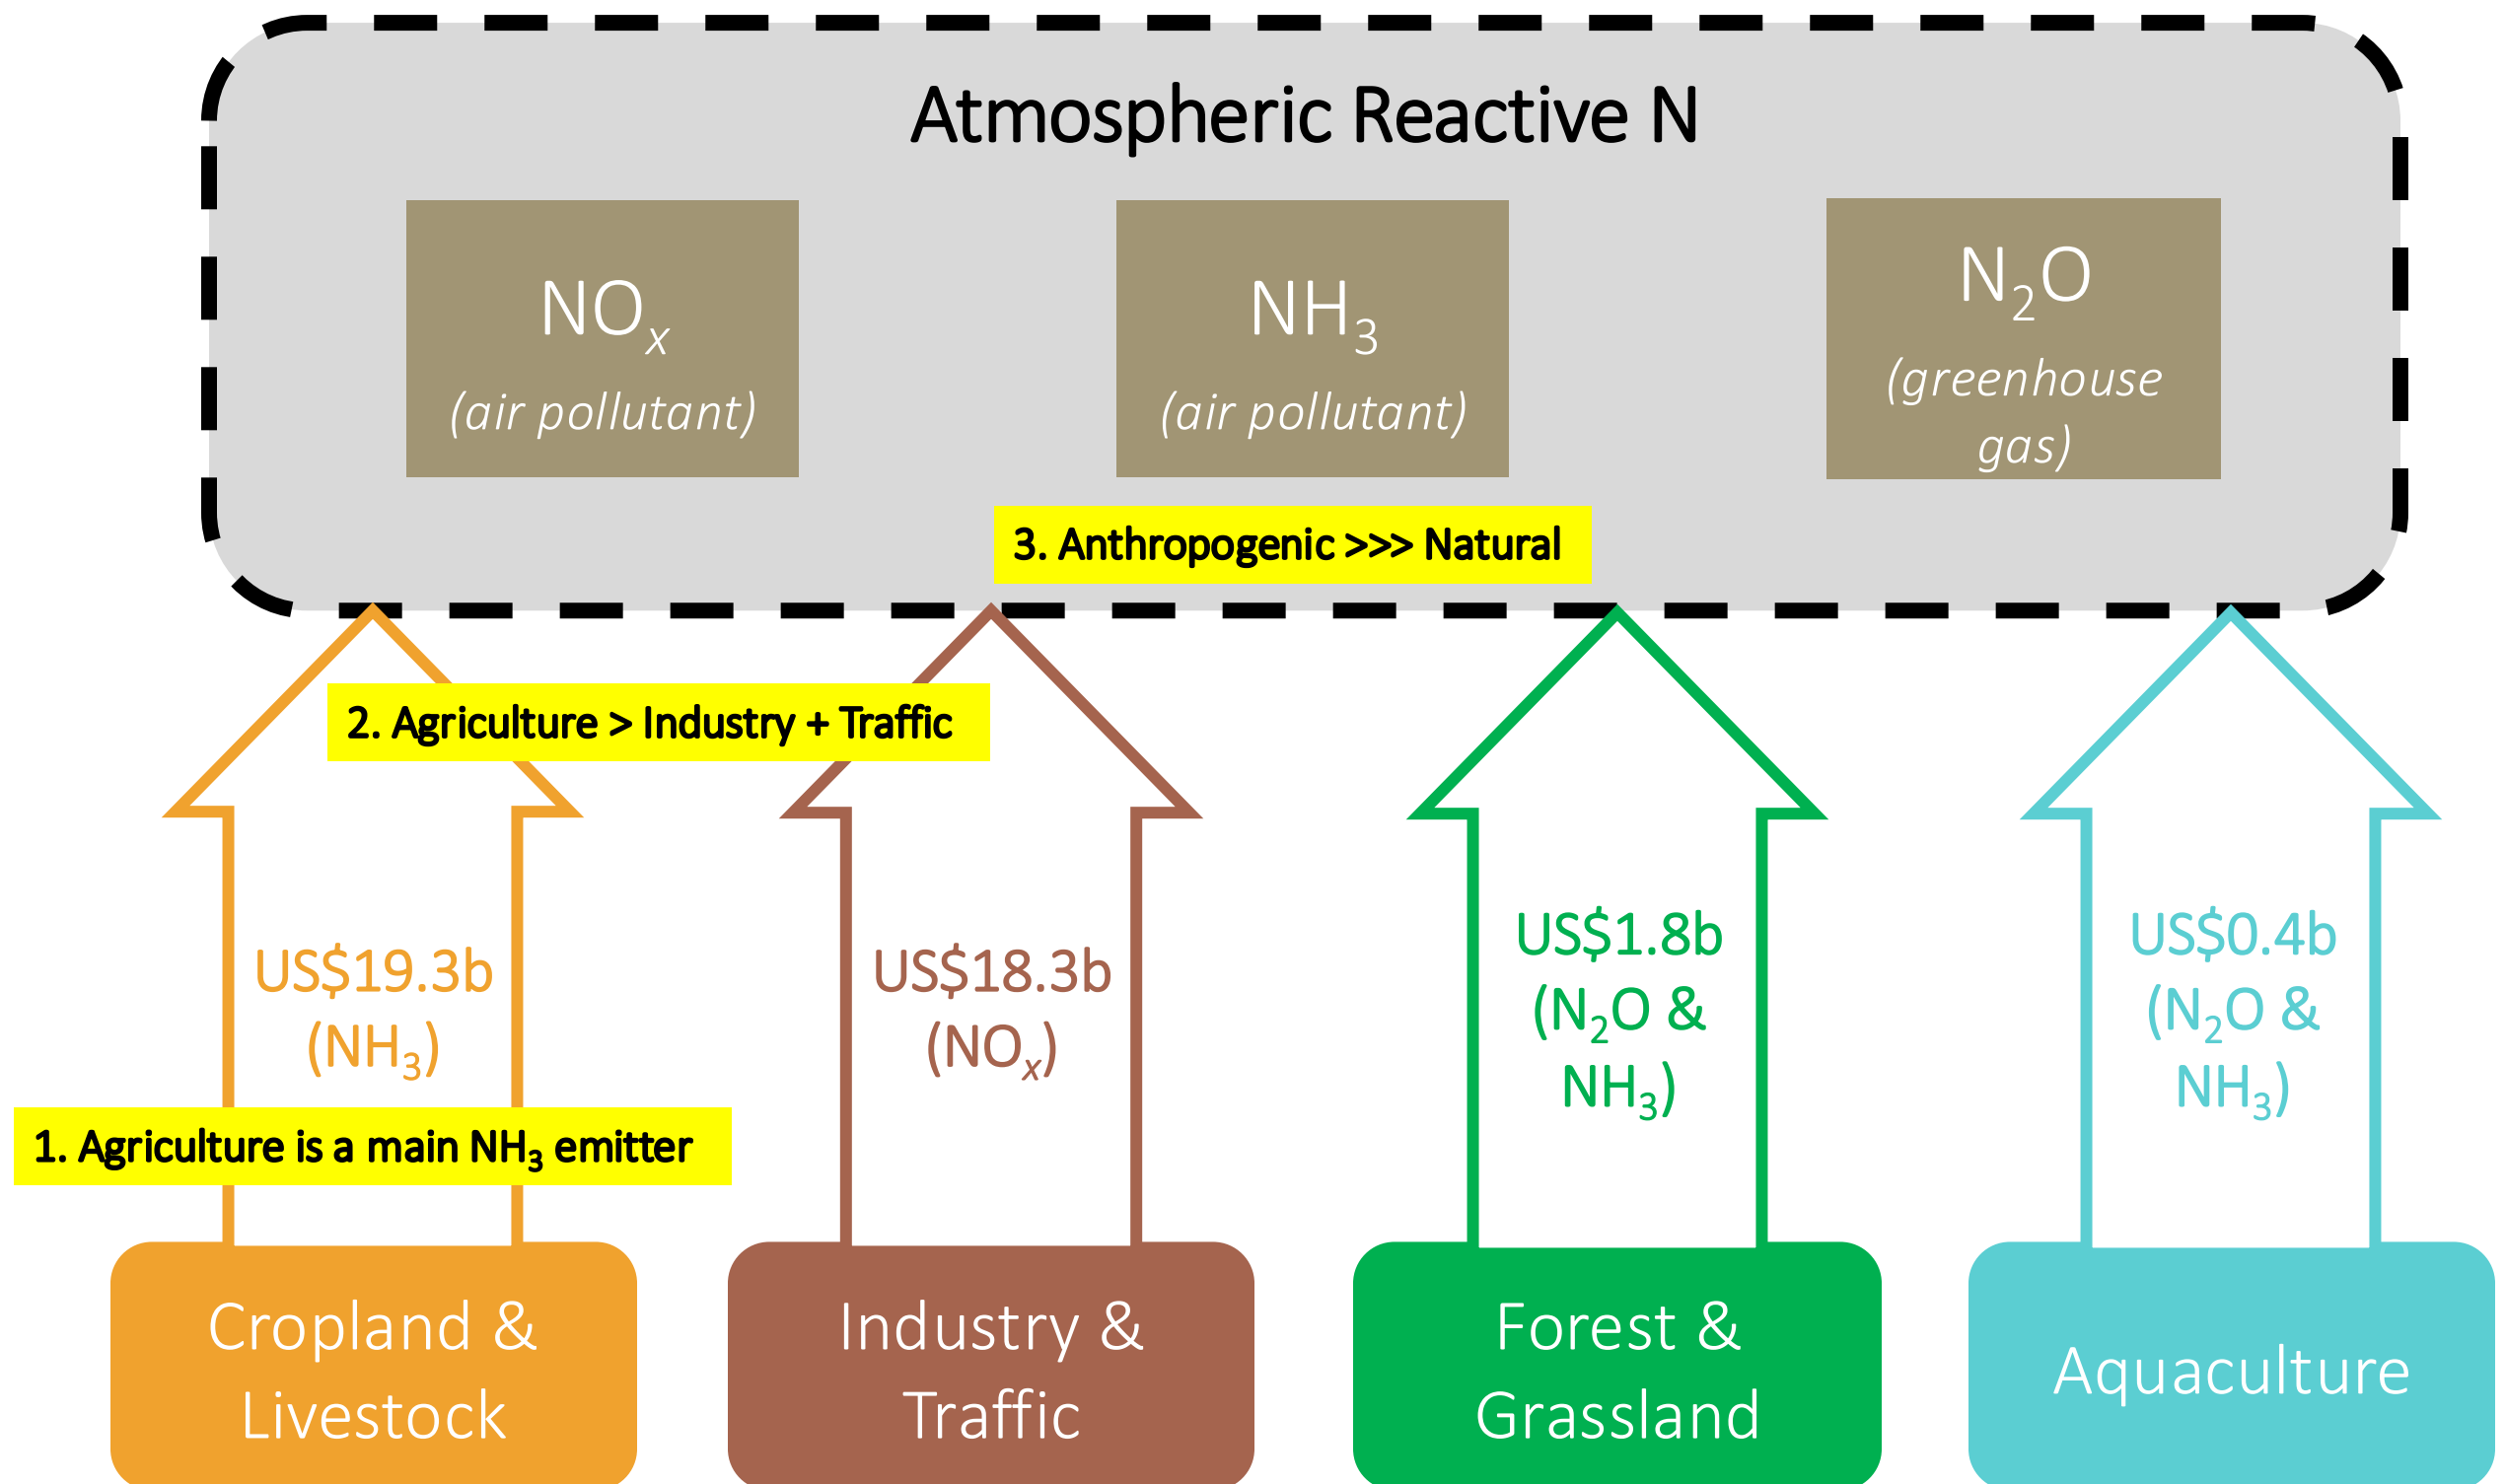 Atmospheric Reactive N
NOₓ
(air pollutant)
NH₃
(air pollutant)
N₂O
(greenhouse
gas)
3. Anthropogenic >>> Natural
2. Agriculture > Industry + Traffic
US$19.3b
(NH₃)
US$18.3b
(NOₓ)
US$1.8b
(N₂O &
NH₃)
US$0.4b
(N₂O &
NH₃)
1. Agriculture is a main NH₃ emitter
Cropland &
Livestock
Industry &
Traffic
Forest &
Grassland
Aquaculture